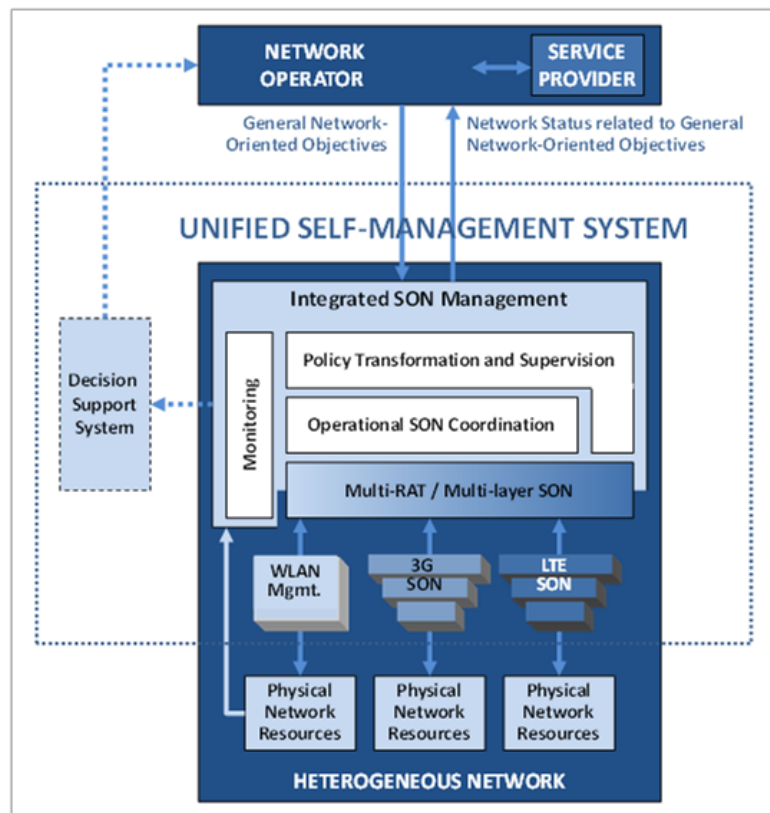 NETWORK
OPERATOR
SERVICE
PROVIDER
General Network-
Oriented Objectives
Network Status related to General
Network-Oriented Objectives
UNIFIED SELF-MANAGEMENT SYSTEM
Integrated SON Management
Decision
Support
System
Monitoring
Policy Transformation and Supervision
Operational SON Coordination
Multi-RAT / Multi-layer SON
WLAN
Mgmt.
3G
SON
LTE
SON
Physical
Network
Resources
Physical
Network
Resources
Physical
Network
Resources
HETEROGENEOUS NETWORK